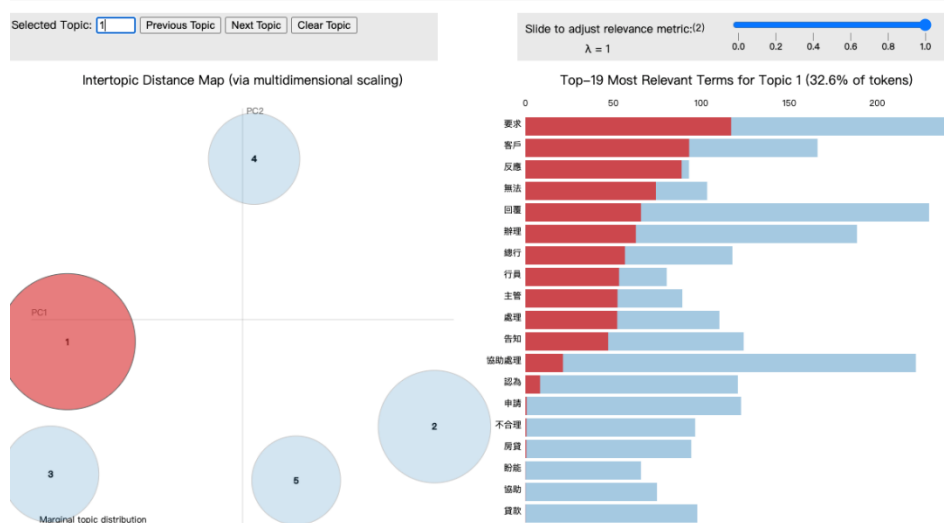 Selected Topic: 1 Previous Topic Next Topic Clear Topic
Slide to adjust relevance metric:(2)
λ = 1
0.0 0.2 0.4 0.6 0.8 1.0
Intertopic Distance Map (via multidimensional scaling)
PC2
PC1
4
1
2
3
5
Marginal topic distribution
Top-19 Most Relevant Terms for Topic 1 (32.6% of tokens)
0 50 100 150 200
要求
客戶
反應
無法
回覆
辦理
總行
行員
主管
處理
告知
協助處理
認為
申請
不合理
房貸
盼能
協助
貸款